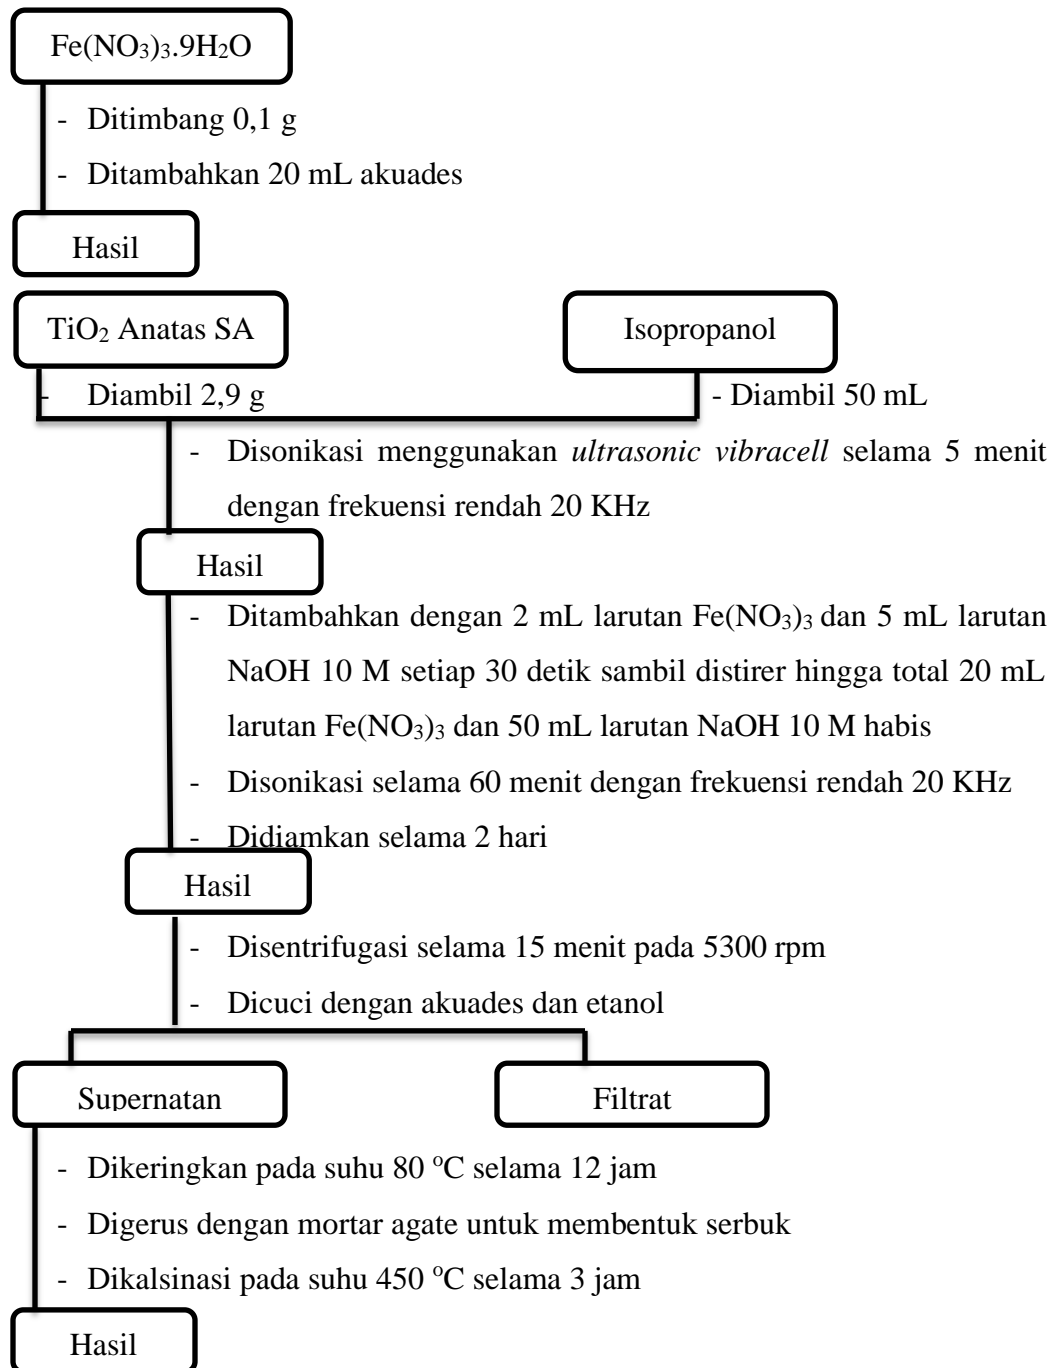 Fe(NO₃)₃.9H₂O
- Ditimbang 0,1 g
- Ditambahkan 20 mL akuades
Hasil
TiO₂ Anatas SA
Isopropanol
- Diambil 2,9 g
- Diambil 50 mL
- Disonikasi menggunakan ultrasonic vibracell selama 5 menit
dengan frekuensi rendah 20 KHz
Hasil
- Ditambahkan dengan 2 mL larutan Fe(NO₃)₃ dan 5 mL larutan
NaOH 10 M setiap 30 detik sambil distirer hingga total 20 mL
larutan Fe(NO₃)₃ dan 50 mL larutan NaOH 10 M habis
- Disonikasi selama 60 menit dengan frekuensi rendah 20 KHz
- Didiamkan selama 2 hari
Hasil
- Disentrifugasi selama 15 menit pada 5300 rpm
- Dicuci dengan akuades dan etanol
Supernatan
Filtrat
- Dikeringkan pada suhu 80 °C selama 12 jam
- Digerus dengan mortar agate untuk membentuk serbuk
- Dikalsinasi pada suhu 450 °C selama 3 jam
Hasil